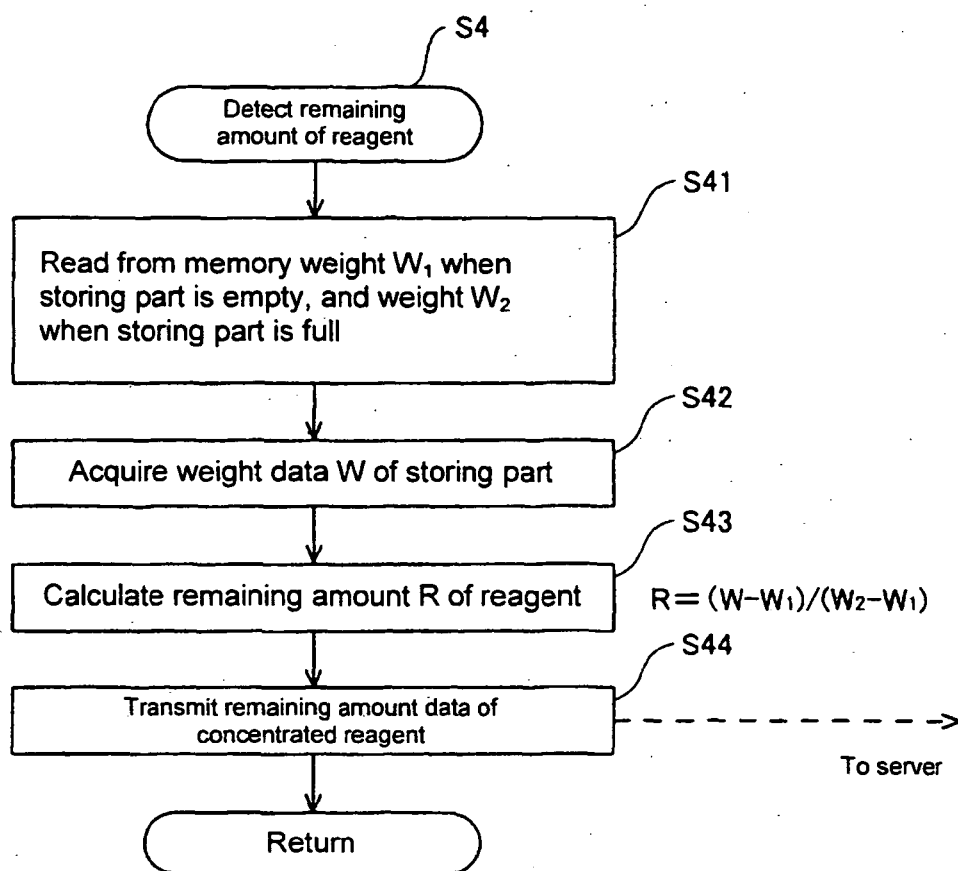 S4
Detect remaining
amount of reagent
S41
Read from memory weight W₁ when
storing part is empty, and weight W₂
when storing part is full
S42
Acquire weight data W of storing part
S43
Calculate remaining amount R of reagent
R=(W-W₁)/(W₂-W₁)
S44
Transmit remaining amount data of
concentrated reagent
To server
Return